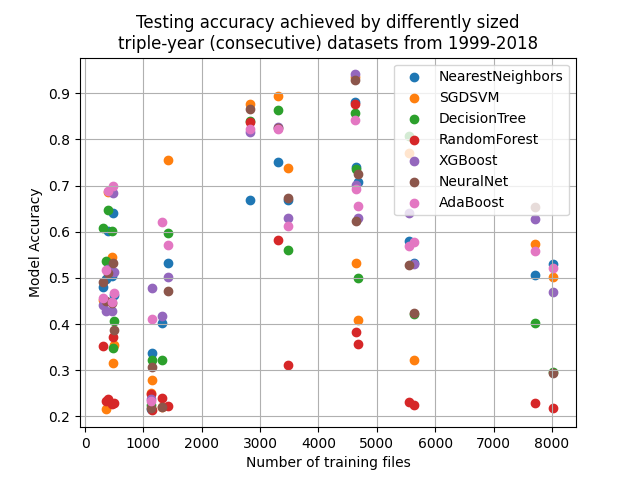 Testing accuracy achieved by differently sized
triple-year (consecutive) datasets from 1999-2018
NearestNeighbors
SGDSVM
DecisionTree
RandomForest
XGBoost
NeuralNet
AdaBoost
Model Accuracy
0.9
0.8
0.7
0.6
0.5
0.4
0.3
0.2
0
1000
2000
3000
4000
5000
6000
7000
8000
Number of training files